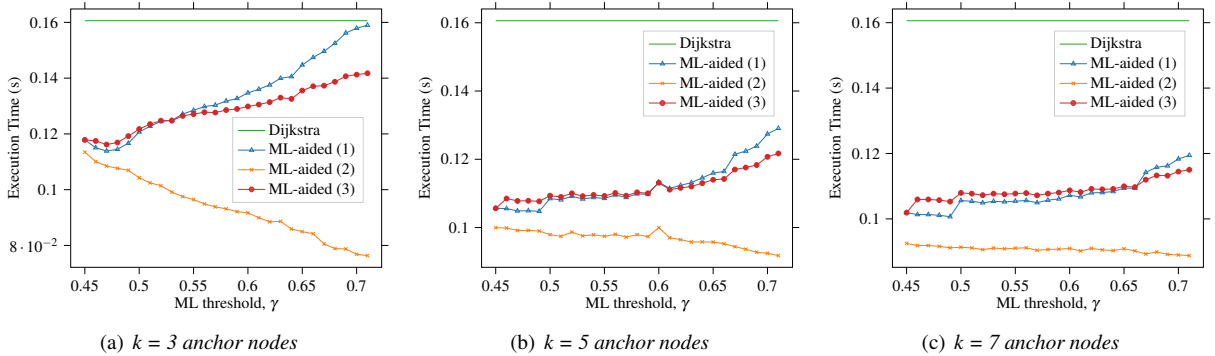 0.16
0.14
0.12
0.1
8·10⁻²
Execution Time (s)
Dijkstra
ML-aided (1)
ML-aided (2)
ML-aided (3)
0.45 0.5 0.55 0.6 0.65 0.7
ML threshold, γ
(a) k = 3 anchor nodes
0.16
0.14
0.12
0.1
Execution Time (s)
Dijkstra
ML-aided (1)
ML-aided (2)
ML-aided (3)
0.45 0.5 0.55 0.6 0.65 0.7
ML threshold, γ
(b) k = 5 anchor nodes
0.16
0.14
0.12
0.1
Execution Time (s)
Dijkstra
ML-aided (1)
ML-aided (2)
ML-aided (3)
0.45 0.5 0.55 0.6 0.65 0.7
ML threshold, γ
(c) k = 7 anchor nodes